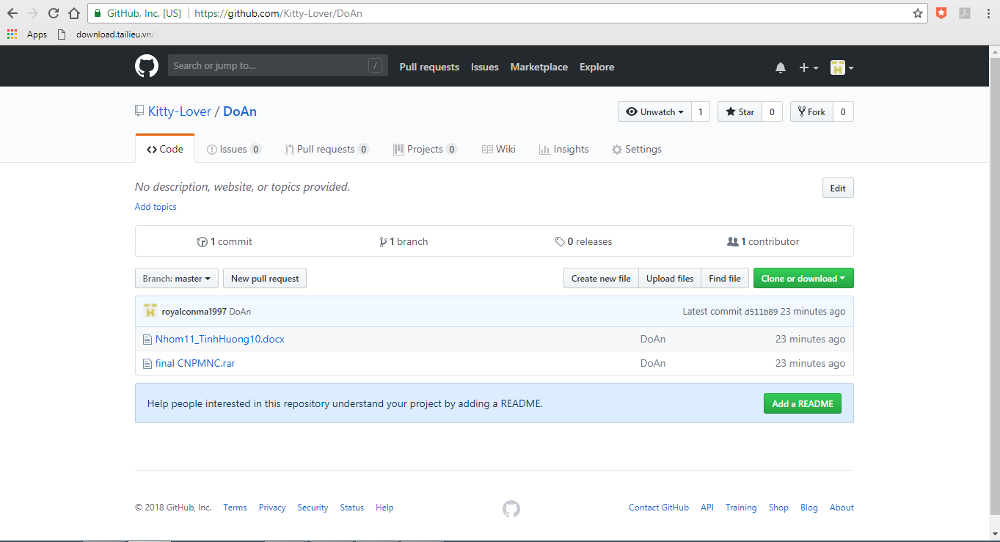 GitHub, Inc. [US] https://github.com/Kitty-Lover/DoAn
Apps download.tailieu.vn/
Search or jump to... / Pull requests Issues Marketplace Explore
Kitty-Lover / DoAn Unwatch 1 Star 0 Fork 0
Code Issues 0 Pull requests 0 Projects 0 Wiki Insights Settings
No description, website, or topics provided. Edit
Add topics
1 commit 1 branch 0 releases 1 contributor
Branch: master New pull request Create new file Upload files Find file Clone or download
royalconma1997 DoAn Latest commit d511b89 23 minutes ago
Nhom11_TinhHuong10.docx DoAn 23 minutes ago
final CNPMNC.rar DoAn 23 minutes ago
Help people interested in this repository understand your project by adding a README. Add a README
© 2018 GitHub, Inc. Terms Privacy Security Status Help Contact GitHub API Training Shop Blog About